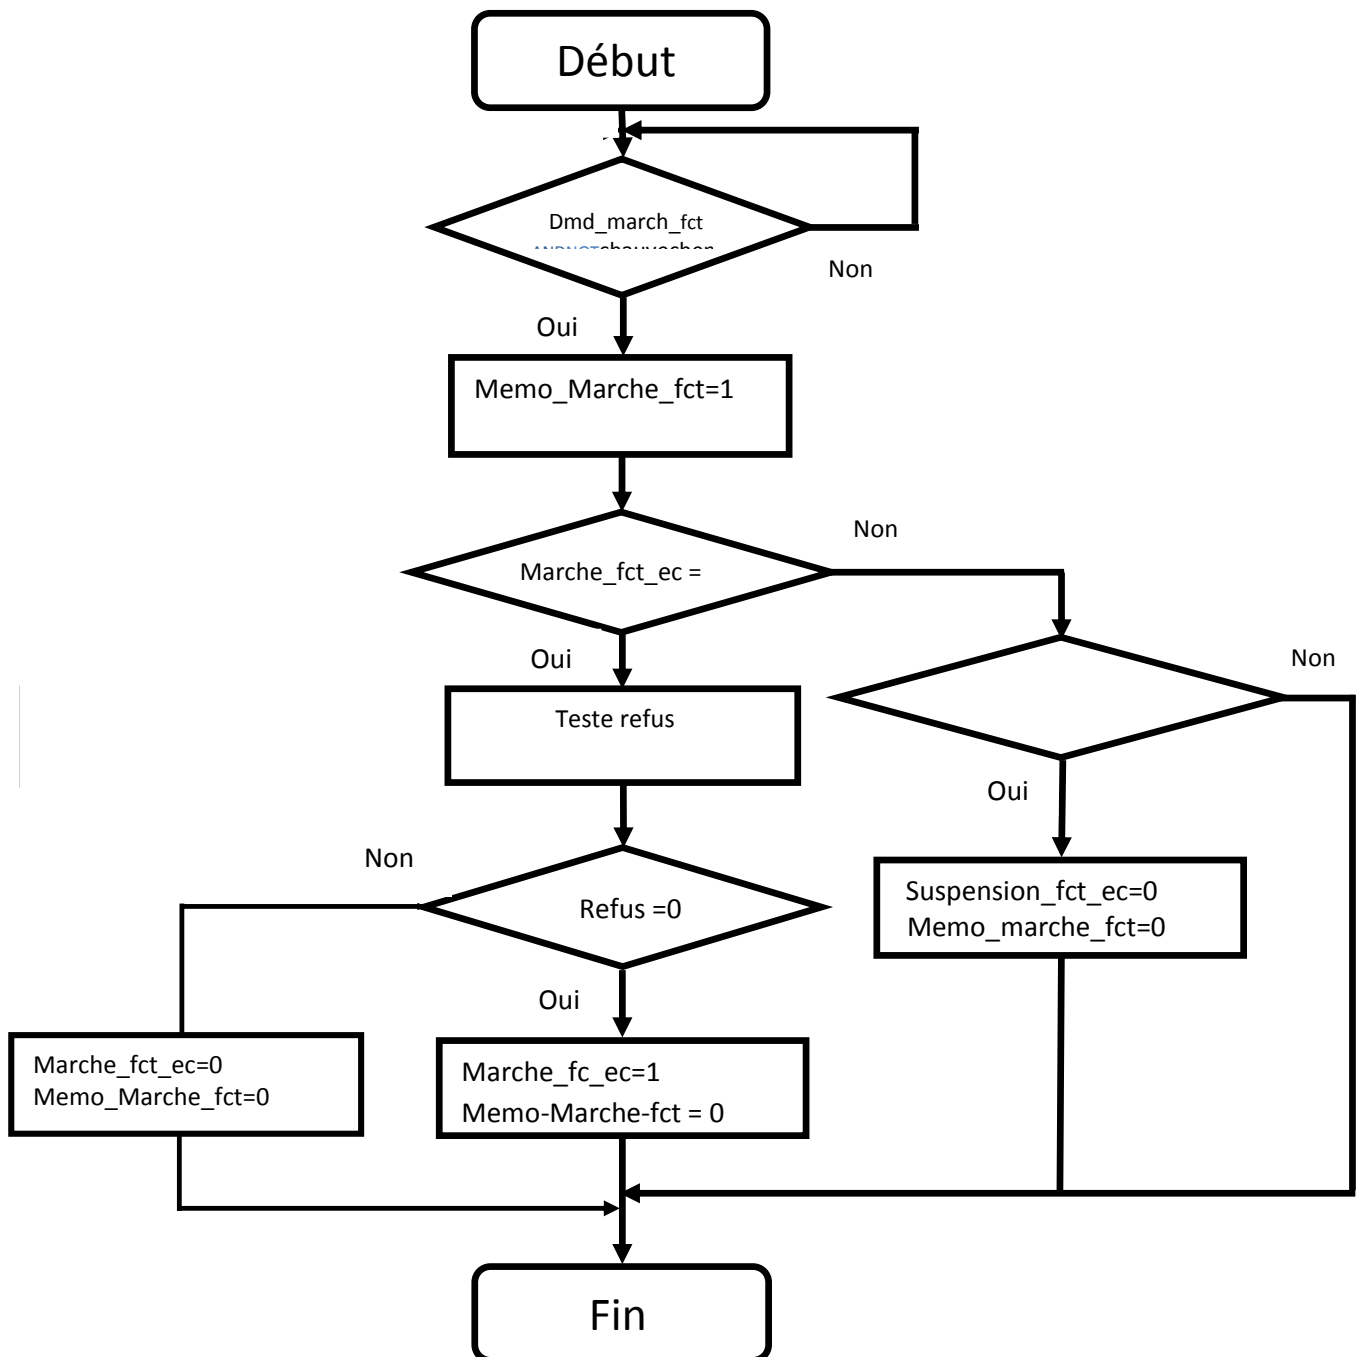 Début
Dmd_march_fct
Non
Oui
Memo_Marche_fct=1
Non
Marche_fct_ec =
Oui
Non
Teste refus
Oui
Non
Refus =0
Suspension_fct_ec=0
Memo_marche_fct=0
Oui
Marche_fct_ec=0
Memo_Marche_fct=0
Marche_fc_ec=1
Memo-Marche-fct = 0
Fin